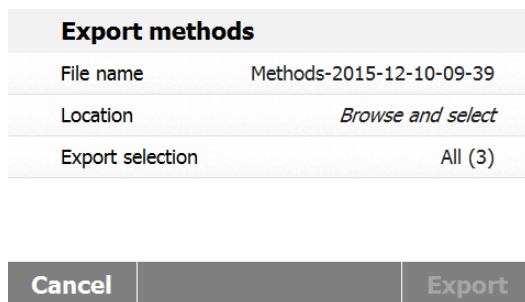 Export methods
File name Methods-2015-12-10-09-39
Location Browse and select
Export selection All (3)
Cancel Export